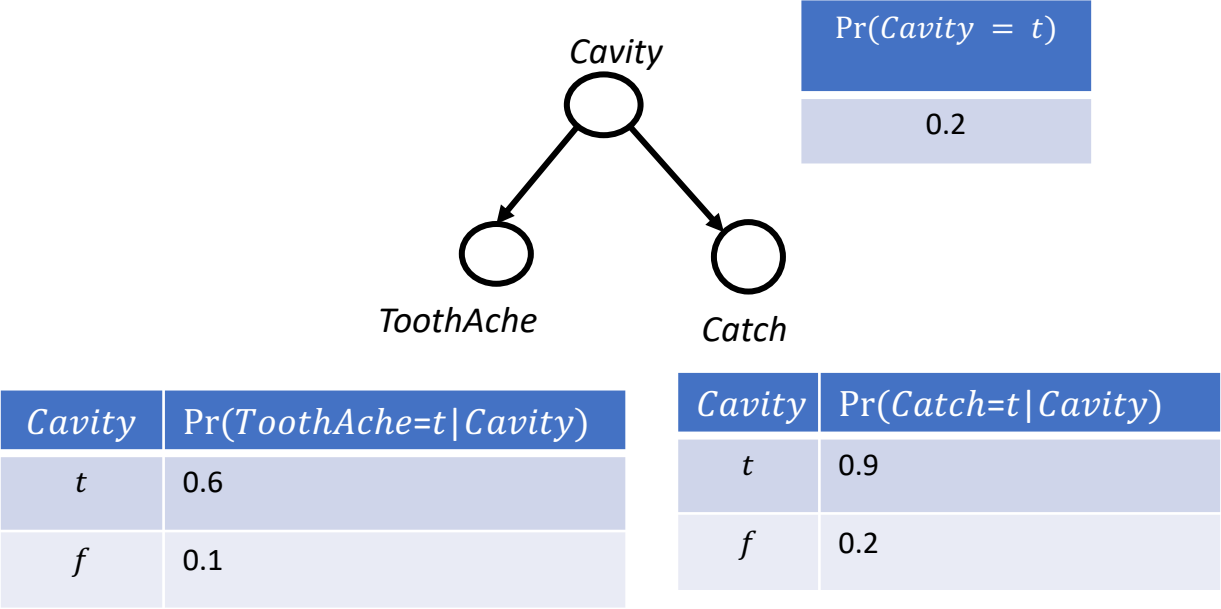 Cavity
Pr(Cavity = t)
0.2
ToothAche
Catch
Cavity Pr(ToothAche=t|Cavity)
t 0.6
f 0.1
Cavity Pr(Catch=t|Cavity)
t 0.9
f 0.2